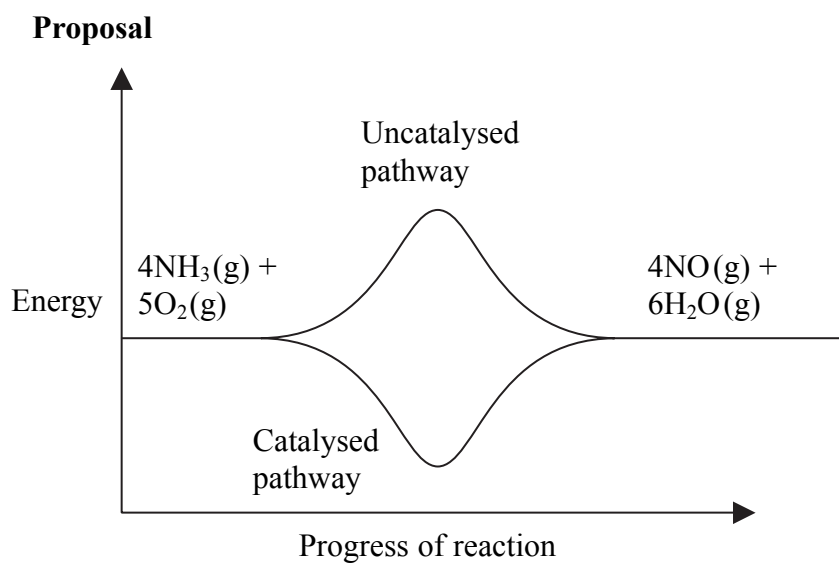 Proposal
Uncatalysed
pathway
4NH₃(g) +
5O₂(g)
4NO(g) +
6H₂O(g)
Energy
Catalysed
pathway
Progress of reaction